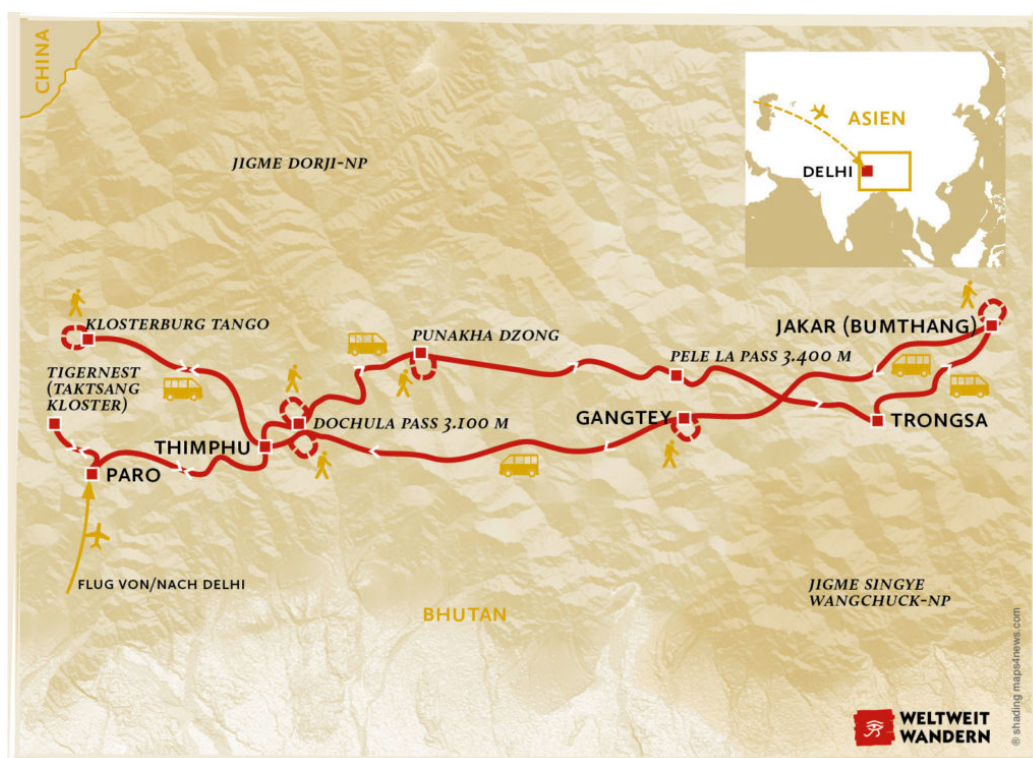 CHINA
ASIEN
JIGME DORJI-NP
DELHI
KLOSTERBURG TANGO
PUNAKHA DZONG
JAKAR (BUMTHANG)
PELE LA PASS 3.400 M
TIGERNEST
(TAKTSANG
KLOSTER)
GANGTEY
DOCHULA PASS 3.100 M
TRONGSA
THIMPHU
PARO
FLUG VON/NACH DELHI
JIGME SINGYE
WANGCHUCK-NP
BHUTAN
WELTWEIT
WANDERN
® shading maps4news.com